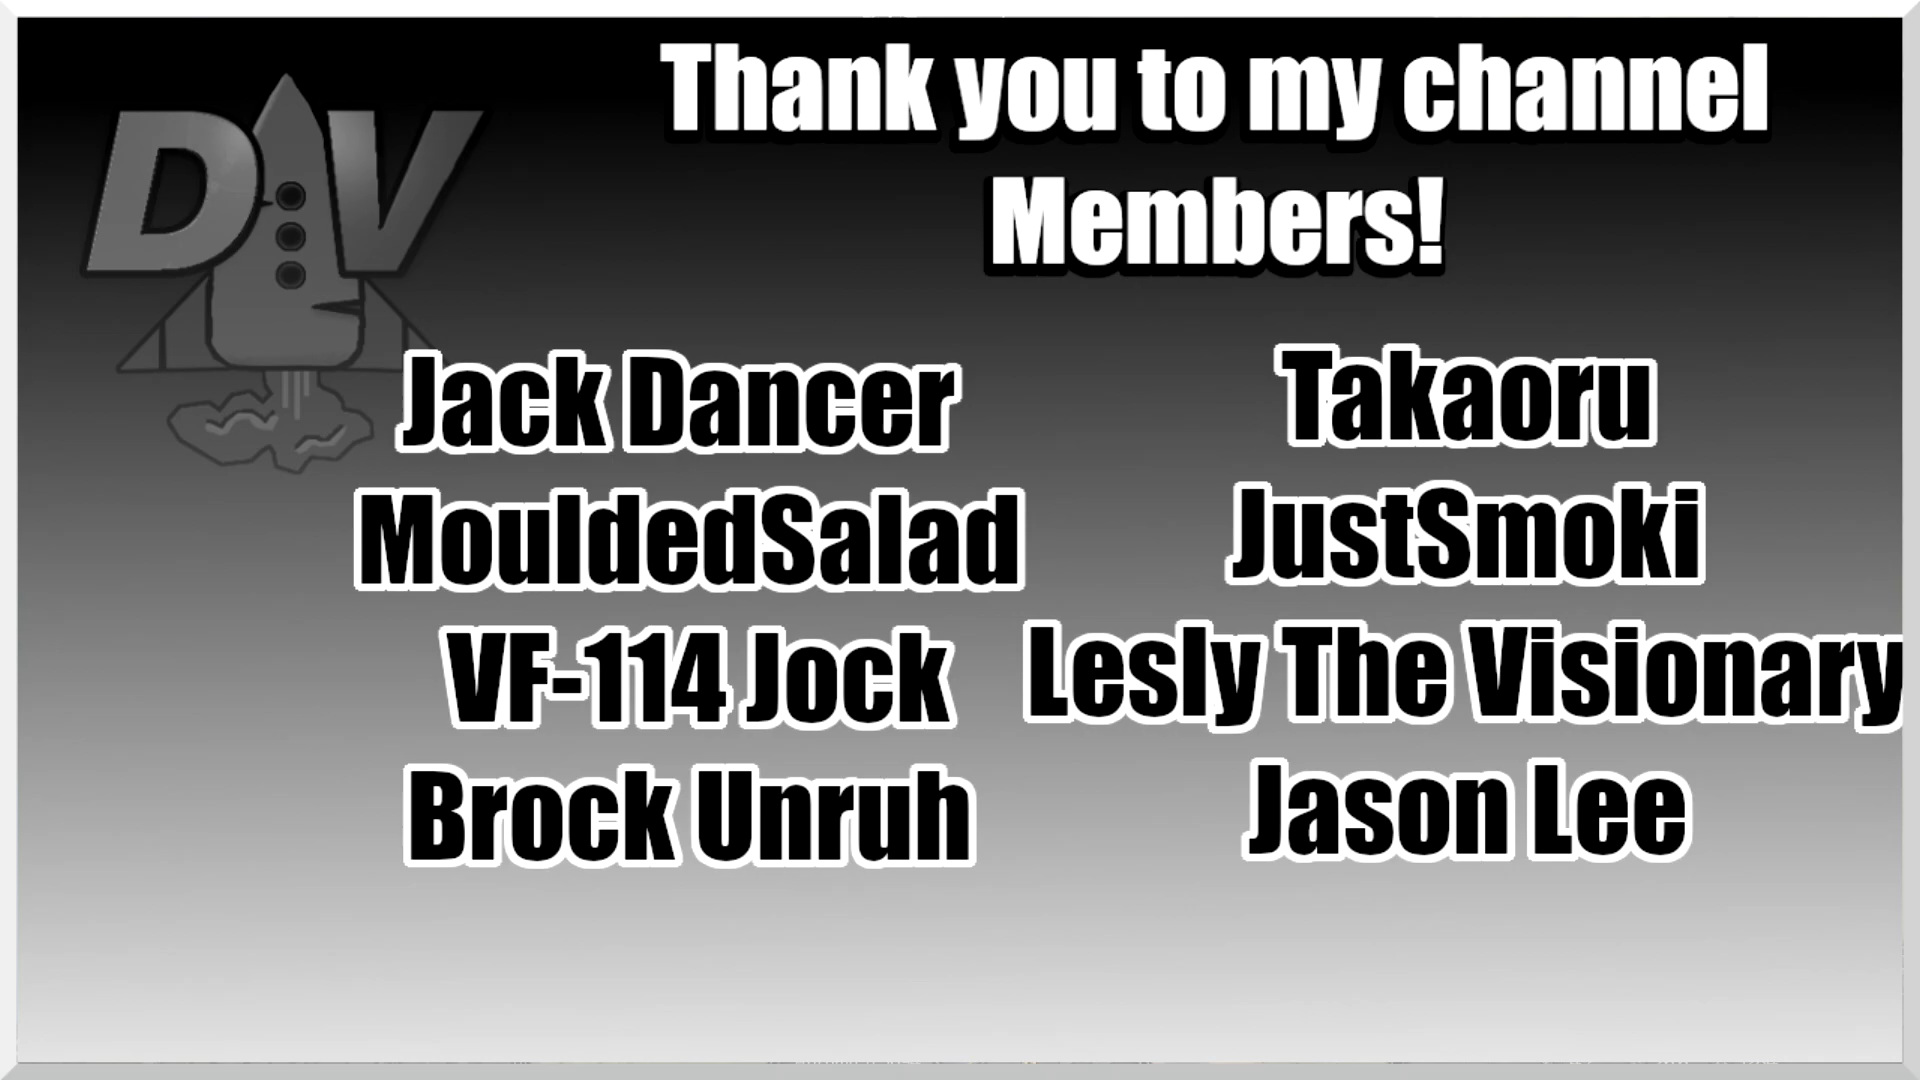 DV
Thank you to my channel
Members!
Jack Dancer
MouldedSalad
VF-114 Jock
Brock Unruh
Takaoru
JustSmoki
Lesly The Visionary
Jason Lee